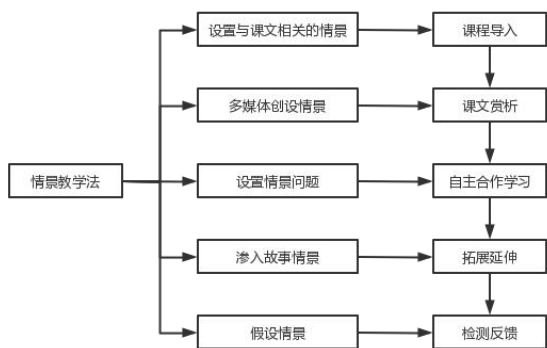 设置与课文相关的情景
课程导入
多媒体创设情景
课文赏析
情景教学法
设置情景问题
自主合作学习
渗入故事情景
拓展延伸
假设情景
检测反馈